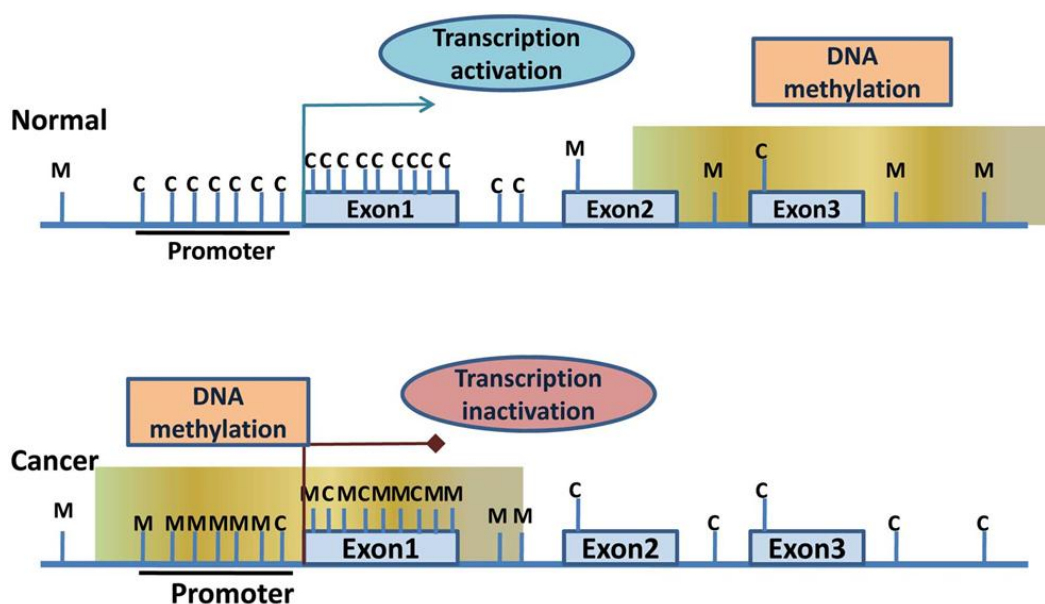 Transcription
activation
DNA
methylation
Normal
M
C C C C C C
C C C C C C C C C
C C
M
M
C
M
M
Exon1
Exon2
Exon3
Promoter
DNA
methylation
Transcription
inactivation
Cancer
M
M M M M M C
M C M C M M C M M
M M
C
C
C
C
C
Exon1
Exon2
Exon3
Promoter